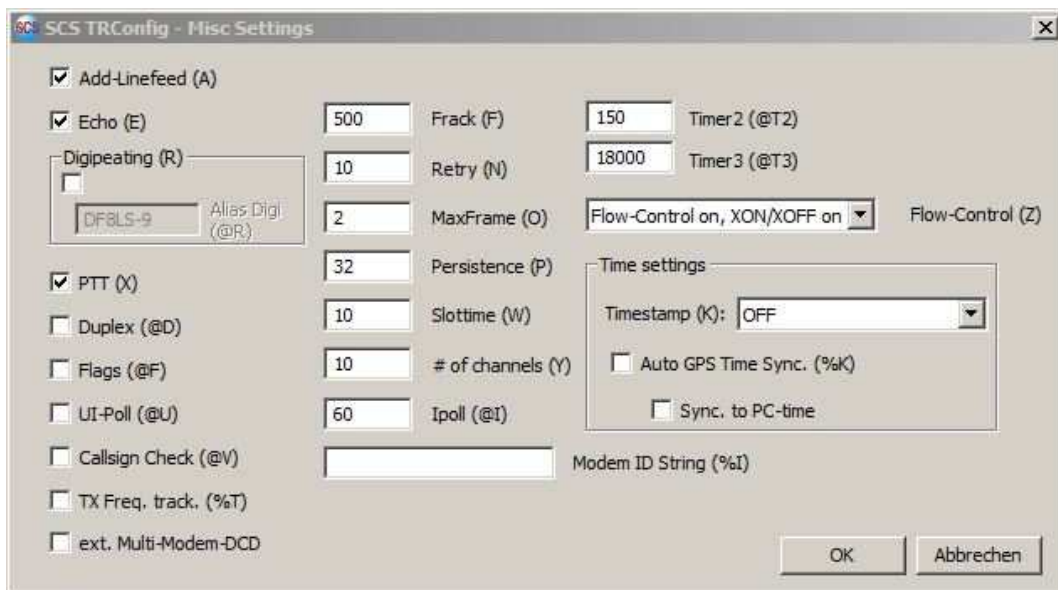 SCS TRConfig - Misc Settings
Add-Linefeed (A)
Echo (E)
Digipeating (R)
DF8LS-9
Alias Digi
(@R)
PTT (X)
Duplex (@D)
Flags (@F)
UI-Poll (@U)
Callsign Check (@V)
TX Freq. track. (%T)
ext. Multi-Modem-DCD
500 Frack (F)
10 Retry (N)
2 MaxFrame (O)
32 Persistence (P)
10 Slottime (W)
10 # of channels (Y)
60 Ipoll (@I)
Modem ID String (%I)
150 Timer2 (@T2)
18000 Timer3 (@T3)
Flow-Control on, XON/XOFF on Flow-Control (Z)
Time settings
Timestamp (K): OFF
Auto GPS Time Sync. (%K)
Sync. to PC-time
OK
Abbrechen